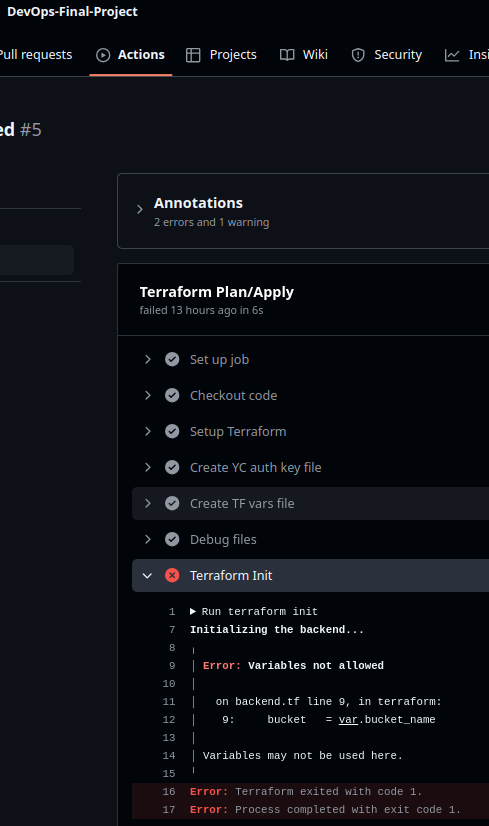 DevOps-Final-Project
Pull requests Actions Projects Wiki Security
ed #5
Annotations
2 errors and 1 warning
Terraform Plan/Apply
failed 13 hours ago in 6s
Set up job
Checkout code
Setup Terraform
Create YC auth key file
Create TF vars file
Debug files
Terraform Init
1 Run terraform init
7 Initializing the backend...
8
9 Error: Variables not allowed
10
11 on backend.tf line 9, in terraform:
12 9: bucket = var.bucket_name
13
14 Variables may not be used here.
15
16 Error: Terraform exited with code 1.
17 Error: Process completed with exit code 1.